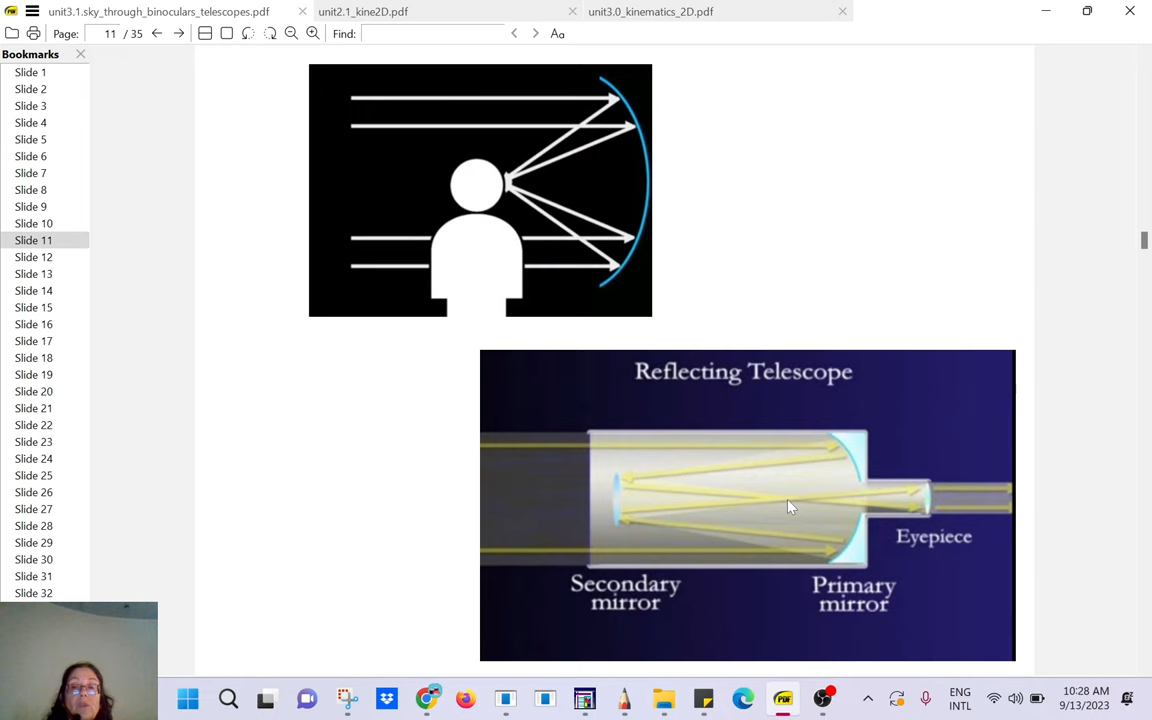 unit3.1.sky_through_binoculars_telescopes.pdf
unit2.1_kine2D.pdf
unit3.0_kinematics_2D.pdf
Page: 11 / 35
Find:
Aa
Bookmarks
Slide 1
Slide 2
Slide 3
Slide 4
Slide 5
Slide 6
Slide 7
Slide 8
Slide 9
Slide 10
Slide 11
Slide 12
Slide 13
Slide 14
Slide 15
Slide 16
Slide 17
Slide 18
Slide 19
Slide 20
Slide 21
Slide 22
Slide 23
Slide 24
Slide 25
Slide 26
Slide 27
Slide 28
Slide 29
Slide 30
Slide 31
Slide 32
Reflecting Telescope
Eyepiece
Secondary
mirror
Primary
mirror
ENG
INTL
10:28 AM
9/13/2023